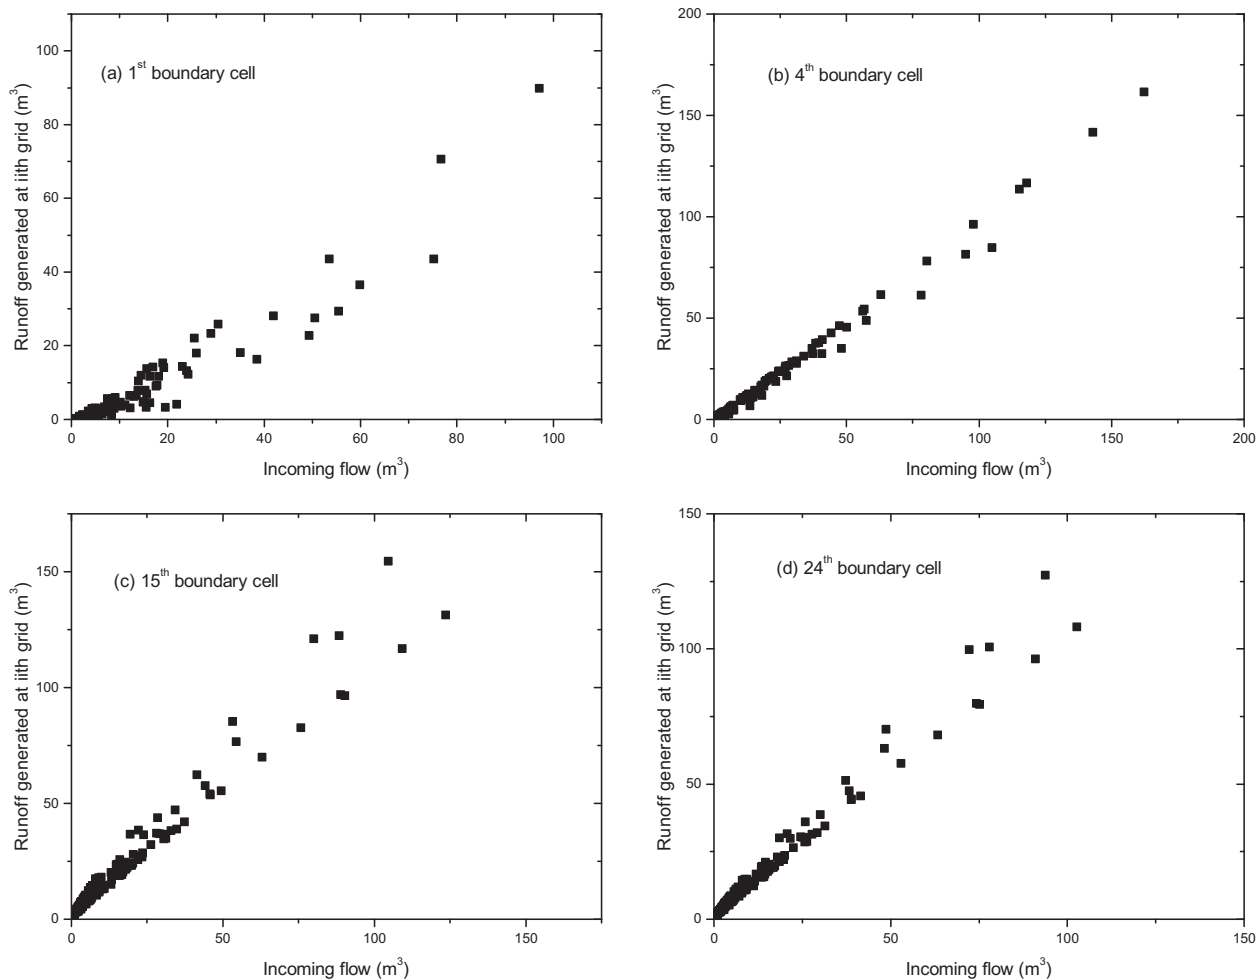 (a) 1st boundary cell
Runoff generated at iith grid (m3)
100
80
60
40
20
0
0 20 40 60 80 100
Incoming flow (m3)
(b) 4th boundary cell
Runoff generated at iith grid (m3)
200
150
100
50
0
0 50 100 150 200
Incoming flow (m3)
(c) 15th boundary cell
Runoff generated at iith grid (m3)
150
100
50
0
0 50 100 150
Incoming flow (m3)
(d) 24th boundary cell
Runoff generated at iith grid (m3)
150
100
50
0
0 50 100 150
Incoming flow (m3)